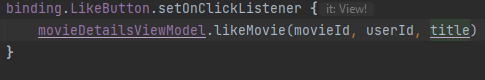 binding.LikeButton.setOnClickListener { it: View!
movieDetailsViewModel.likeMovie(movieId, userId, title)
}